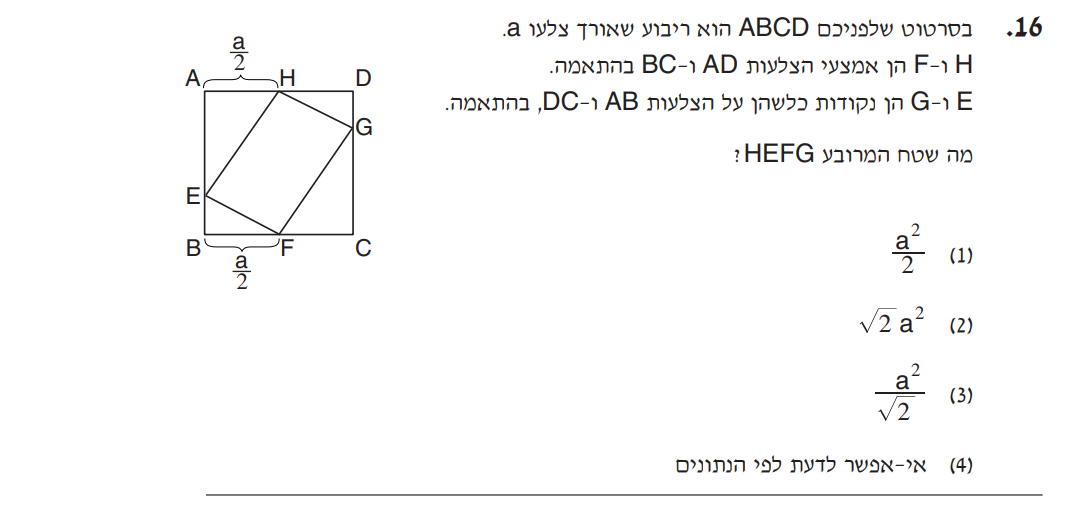 16. בסרטוט שלפניכם ABCD הוא ריבוע שאורך צלעו a.
H ו-F הן אמצעי הצלעות AD ו-BC בהתאמה.
E ו-G הן נקודות כלשהן על הצלעות AB ו-DC, בהתאמה.
מה שטח המרובע HEFG?
(1) a²/2
(2) √2 a²
(3) a²/√2
(4) אי-אפשר לדעת לפי הנתונים
a/2
A H D
G
E
B F C
a/2